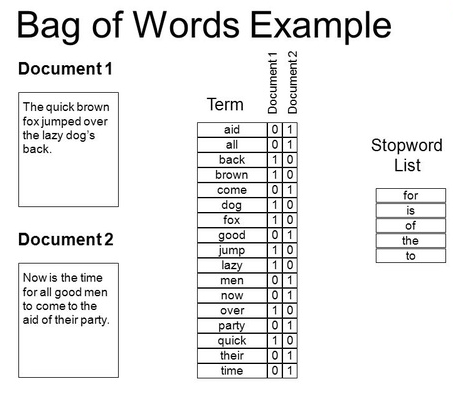 Bag of Words Example
Document 1
The quick brown
fox jumped over
the lazy dog's
back.
Document 2
Now is the time
for all good men
to come to the
aid of their party.
Term Document 1 Document 2
aid 0 1
all 0 1
back 1 0
brown 1 0
come 0 1
dog 1 0
fox 1 0
good 0 1
jump 1 0
lazy 1 0
men 0 1
now 0 1
over 1 0
party 0 1
quick 1 0
their 0 1
time 0 1
Stopword
List
for
is
of
the
to